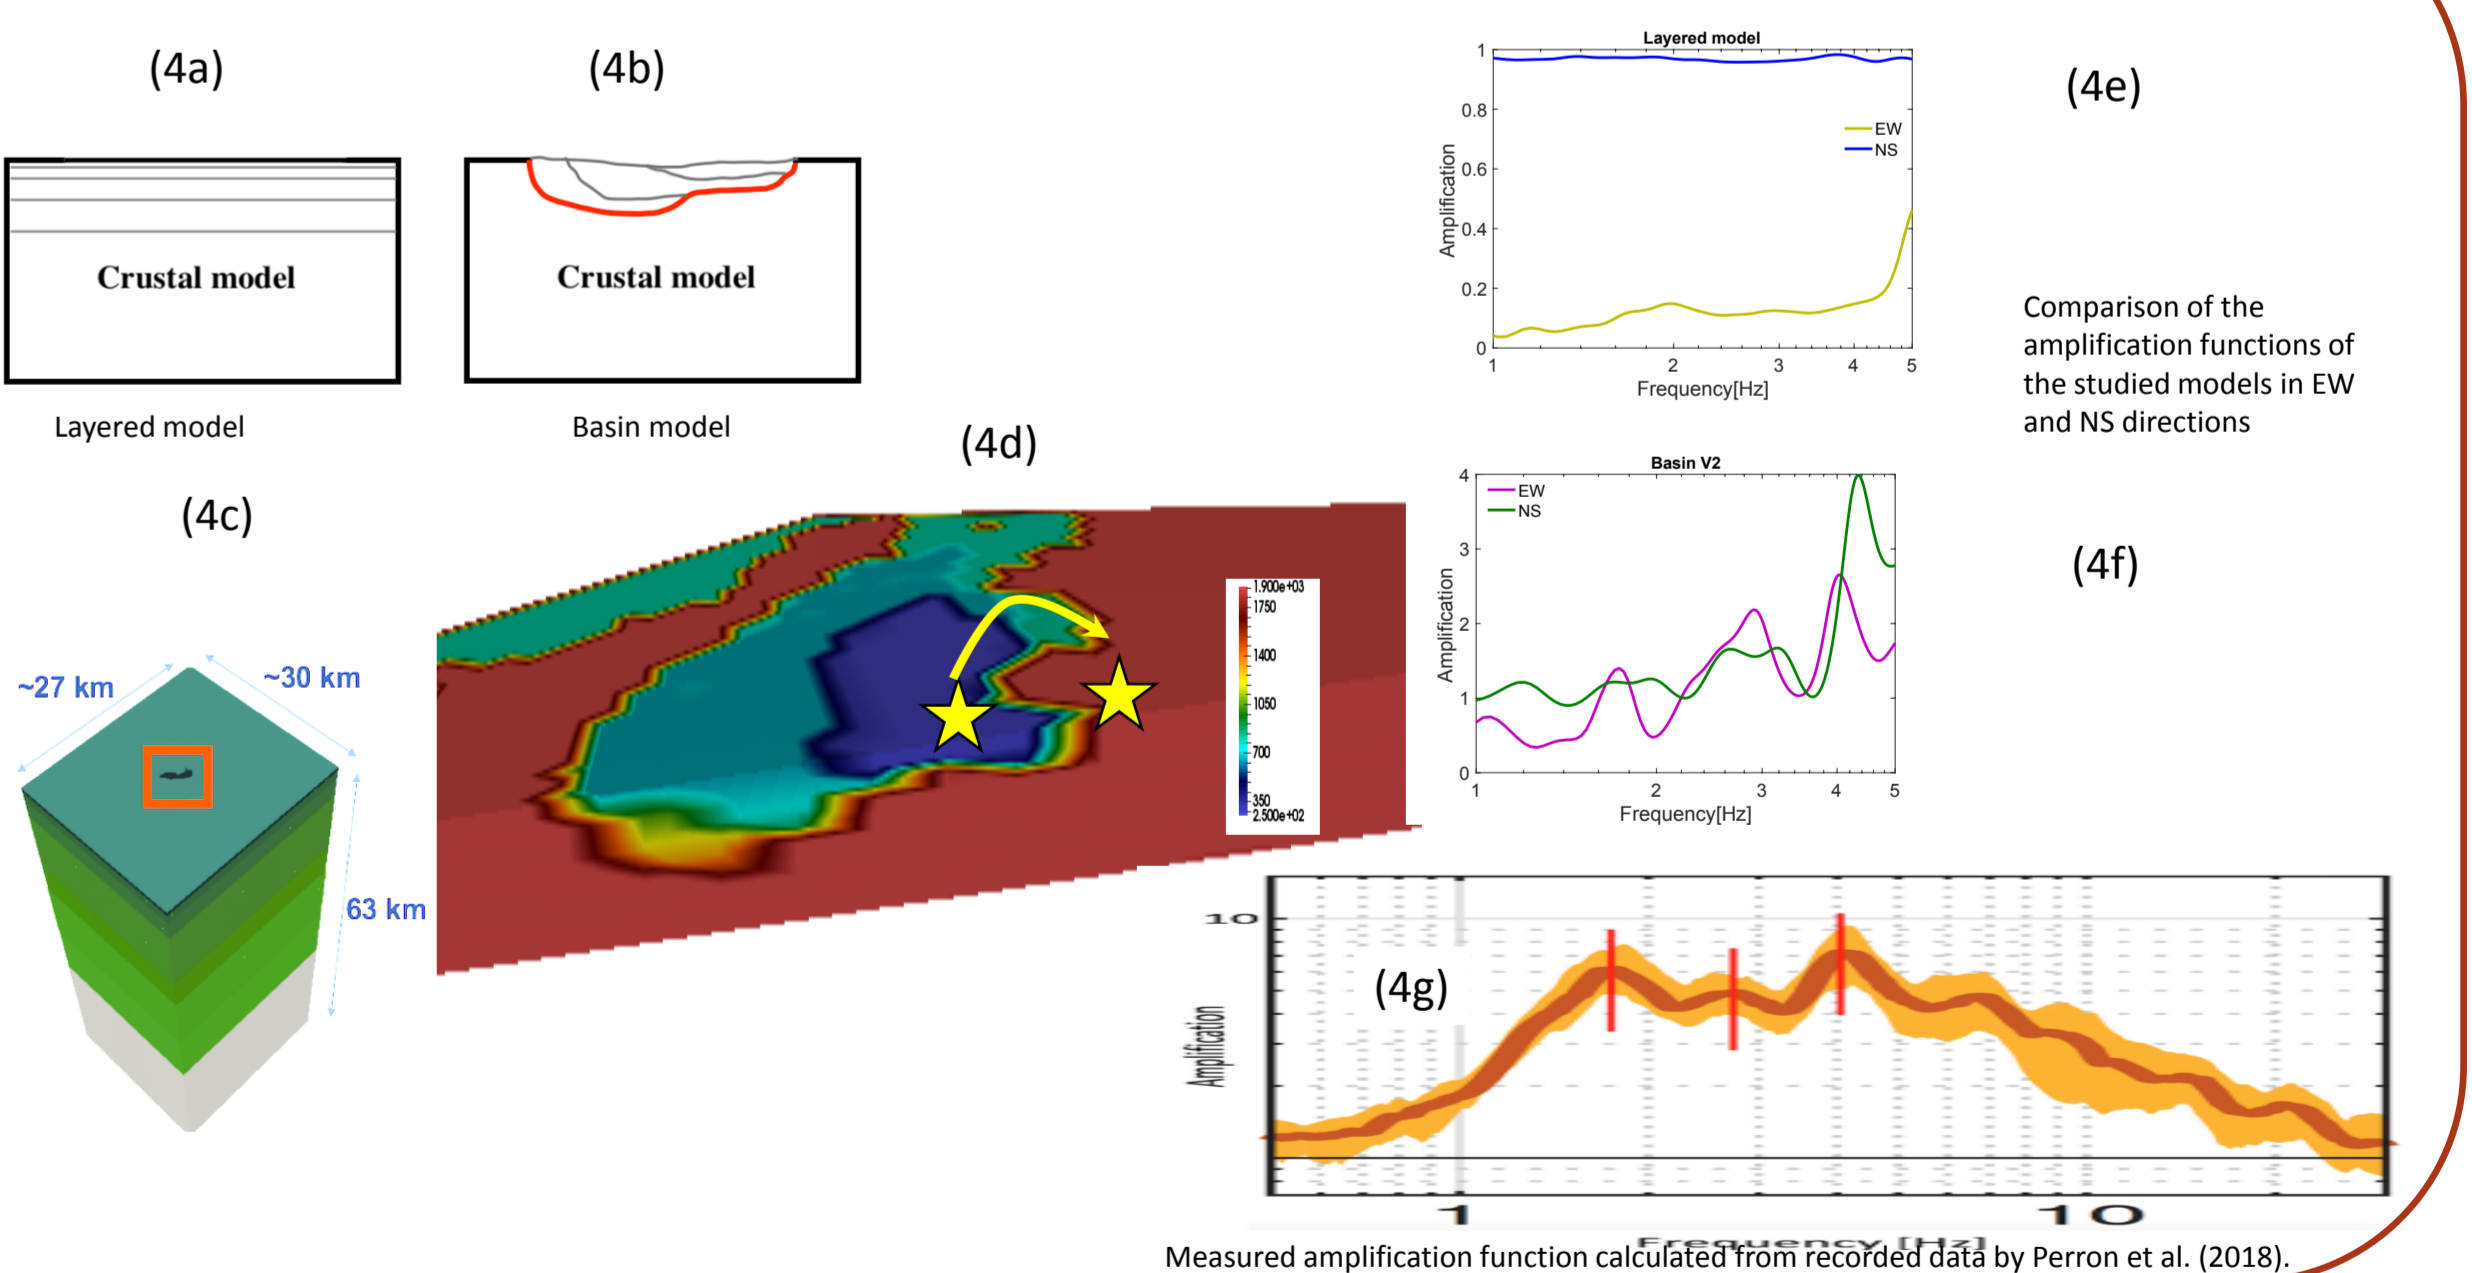 (4a)
Crustal model
Layered model
(4b)
Crustal model
Basin model
(4c)
~27 km
~30 km
63 km
(4d)
1.900e+03
1750
1400
1050
700
350
2.500e+02
Layered model
1
0.8
0.6
0.4
0.2
0
Amplification
EW
NS
1 2 3 4 5
Frequency[Hz]
(4e)
Comparison of the
amplification functions of
the studied models in EW
and NS directions
Basin V2
4
3
2
1
0
Amplification
EW
NS
1 2 3 4 5
Frequency[Hz]
(4f)
10
(4g)
Amplification
1 10
Frequency [Hz]
Measured amplification function calculated from recorded data by Perron et al. (2018).